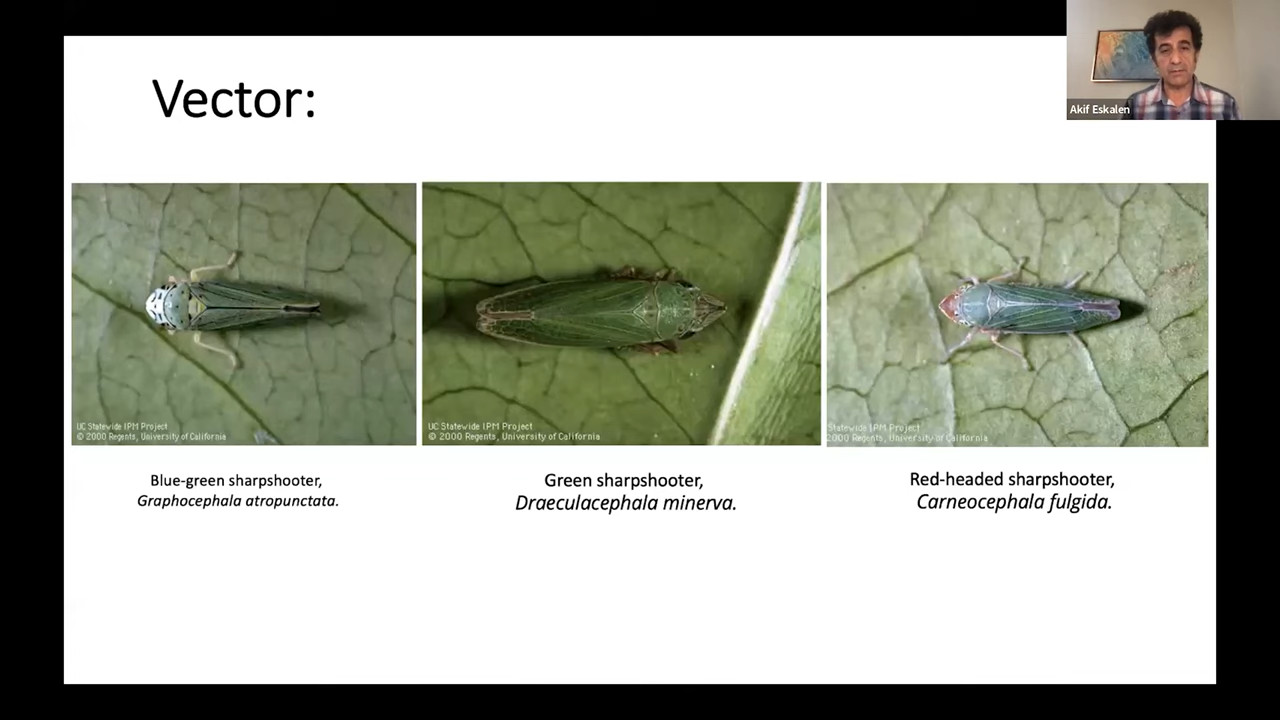 Vector:
Akif Eskalen
UC Statewide IPM Project
© 2000 Regents, University of California
UC Statewide IPM Project
© 2000 Regents, University of California
Statewide IPM Project
2000 Regents, University of California
Blue-green sharpshooter,
Graphocephala atropunctata.
Green sharpshooter,
Draeculacephala minerva.
Red-headed sharpshooter,
Carneocephala fulgida.